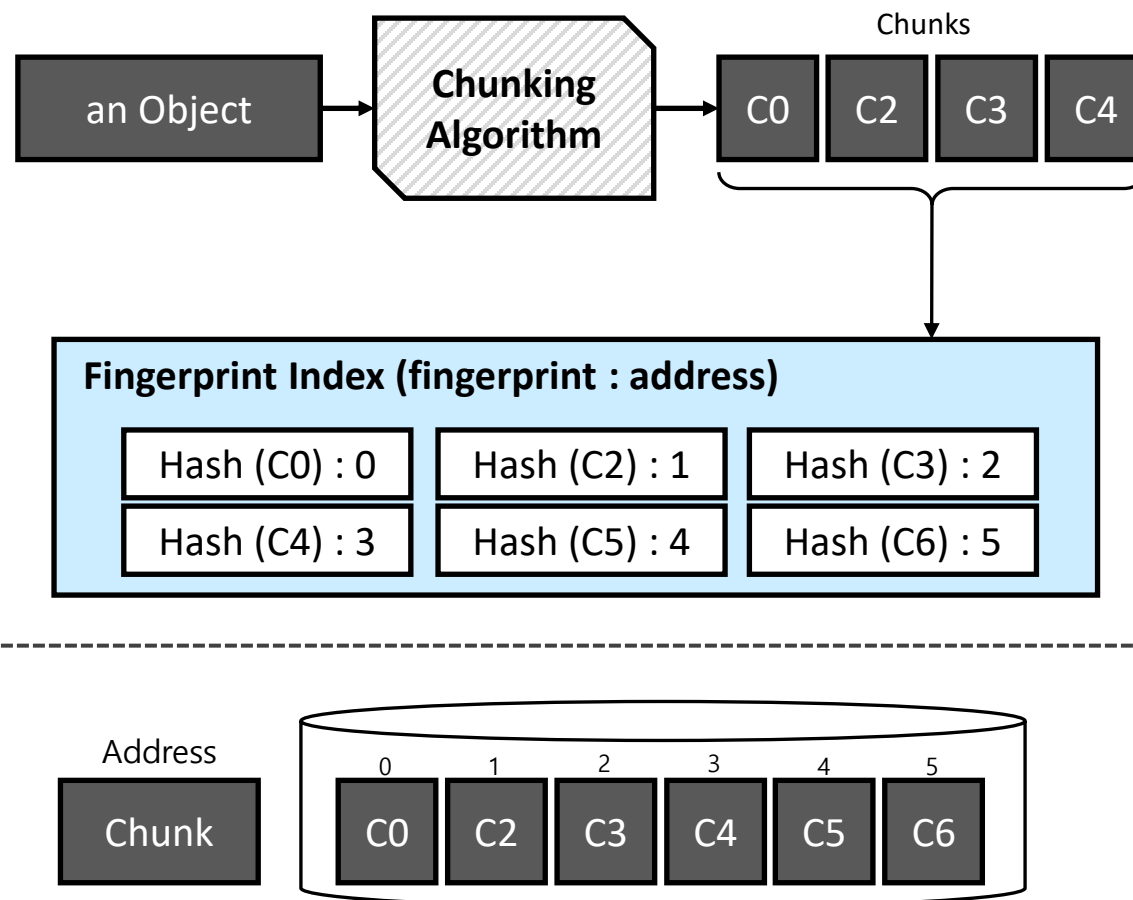 Chunks
an Object
Chunking
Algorithm
C0 C2 C3 C4
Fingerprint Index (fingerprint : address)
Hash (C0) : 0 Hash (C2) : 1 Hash (C3) : 2
Hash (C4) : 3 Hash (C5) : 4 Hash (C6) : 5
Address
0 1 2 3 4 5
Chunk
C0 C2 C3 C4 C5 C6